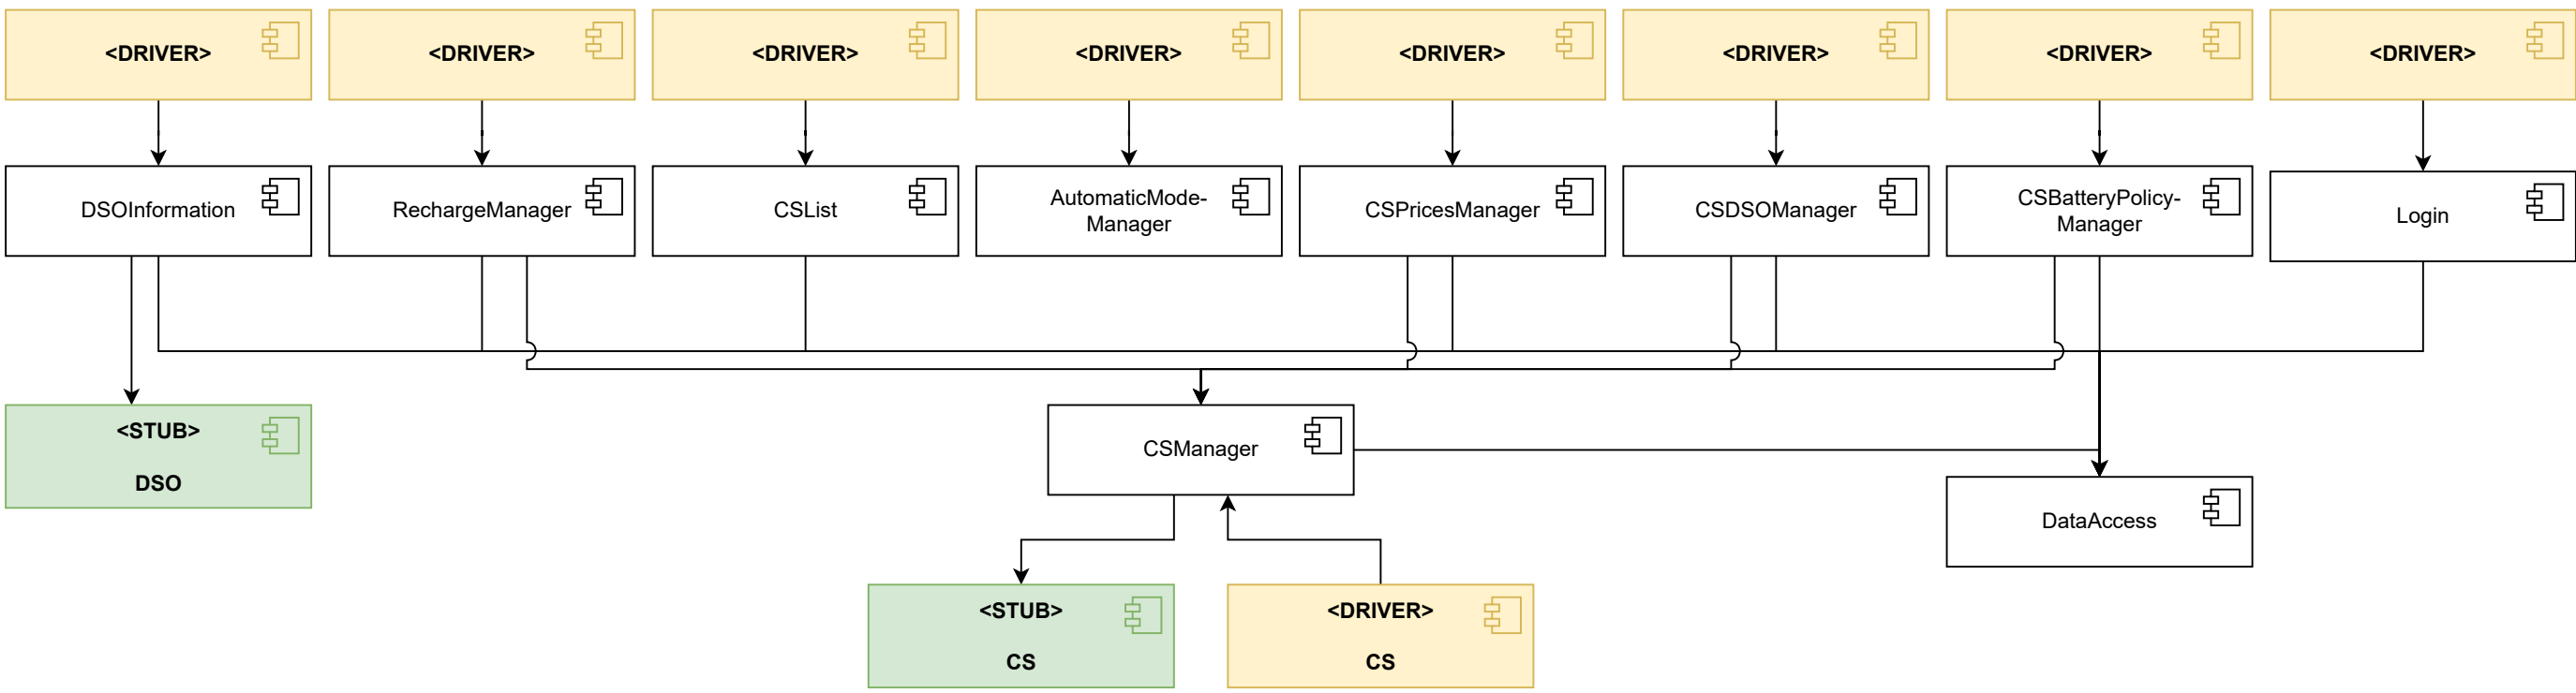 <DRIVER>
<DRIVER>
<DRIVER>
<DRIVER>
<DRIVER>
<DRIVER>
<DRIVER>
<DRIVER>
DSOInformation
RechargeManager
CSList
AutomaticMode-
Manager
CSPricesManager
CSDSOManager
CSBatteryPolicy-
Manager
Login
<STUB>
DSO
CSManager
DataAccess
<STUB>
CS
<DRIVER>
CS